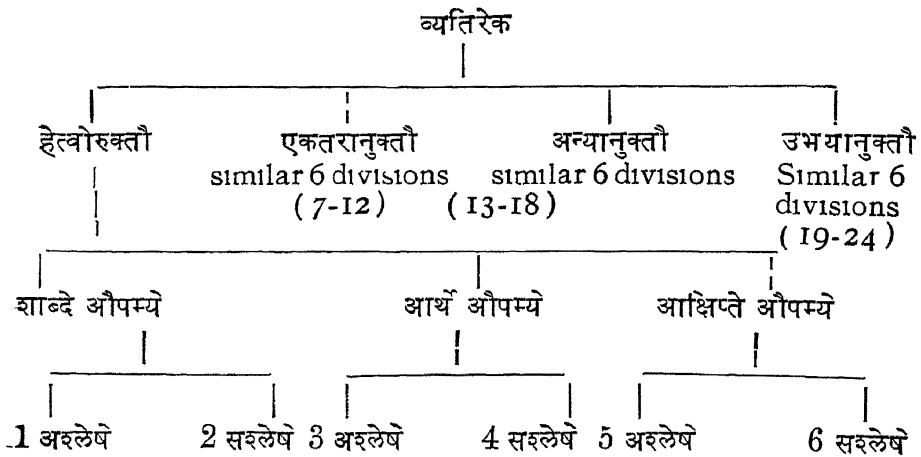 व्यतिरेक
हेत्वोरुक्तौ एकतरानुक्तौ अन्यानुक्तौ उभयानुक्तौ
similar 6 divisions similar 6 divisions Similar 6
(7-12) (13-18) divisions
(19-24)
शाब्दे औपम्ये आर्थे औपम्ये आक्षिप्ते औपम्ये
1 अश्लेषे 2 सश्लेषे 3 अश्लेषे 4 सश्लेषे 5 अश्लेषे 6 सश्लेषे